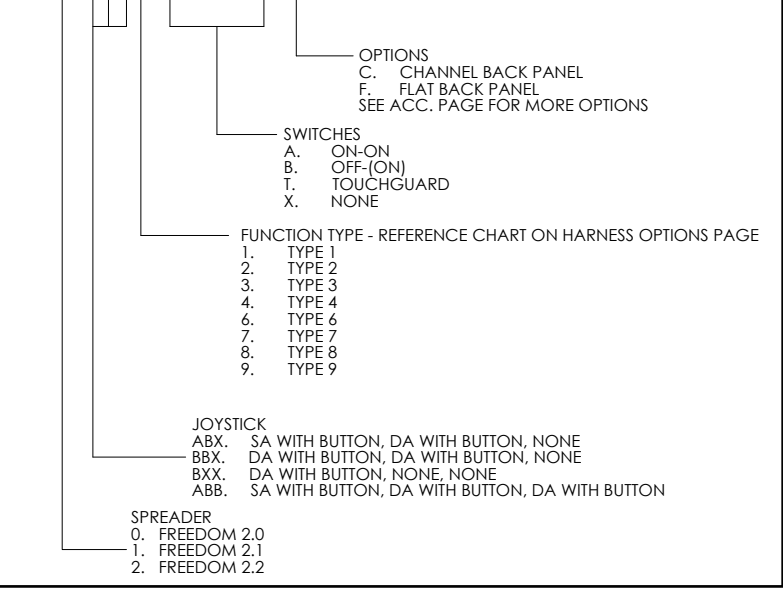 OPTIONS
C. CHANNEL BACK PANEL
F. FLAT BACK PANEL
SEE ACC. PAGE FOR MORE OPTIONS
SWITCHES
A. ON-ON
B. OFF-(ON)
T. TOUCHGUARD
X. NONE
FUNCTION TYPE - REFERENCE CHART ON HARNESS OPTIONS PAGE
1. TYPE 1
2. TYPE 2
3. TYPE 3
4. TYPE 4
6. TYPE 6
7. TYPE 7
8. TYPE 8
9. TYPE 9
JOYSTICK
ABX. SA WITH BUTTON, DA WITH BUTTON, NONE
BBX. DA WITH BUTTON, DA WITH BUTTON, NONE
BXX. DA WITH BUTTON, NONE, NONE
ABB. SA WITH BUTTON, DA WITH BUTTON, DA WITH BUTTON
SPREADER
0. FREEDOM 2.0
1. FREEDOM 2.1
2. FREEDOM 2.2